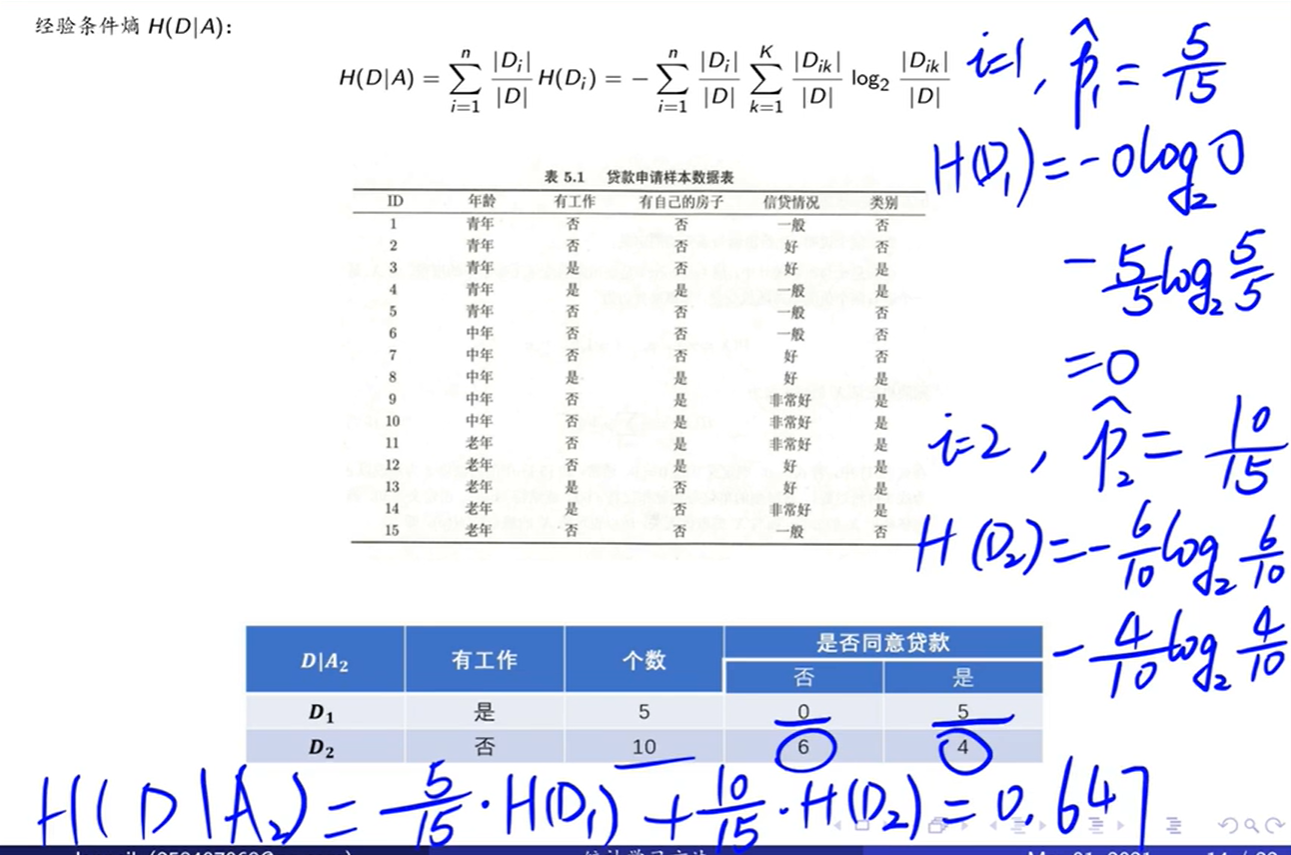 经验条件熵 H(D|A):
H(D|A) = \sum_{i=1}^{n} \frac{|D_i|}{|D|} H(D_i) = -\sum_{i=1}^{n} \frac{|D_i|}{|D|} \sum_{k=1}^{K} \frac{|D_{ik}|}{|D|} \log_2 \frac{|D_{ik}|}{|D|}
i=1, \hat{p}_1 = \frac{5}{15}
H(D_1) = -0\log_2 0
-\frac{5}{5}\log_2\frac{5}{5}
=0
i=2, \hat{p}_2 = \frac{10}{15}
H(D_2) = -\frac{6}{10}\log_2\frac{6}{10}
-\frac{4}{10}\log_2\frac{4}{10}
表 5.1 贷款申请样本数据表
ID 年龄 有工作 有自己的房子 信贷情况 类别
1 青年 否 否 一般 否
2 青年 否 否 好 否
3 青年 是 否 好 是
4 青年 是 是 一般 是
5 青年 否 否 一般 否
6 中年 否 否 一般 否
7 中年 否 否 好 否
8 中年 是 是 好 是
9 中年 否 是 非常好 是
10 中年 否 是 非常好 是
11 老年 否 是 非常好 是
12 老年 否 是 好 是
13 老年 是 否 好 是
14 老年 是 否 非常好 是
15 老年 否 否 一般 否
D|A_2 有工作 个数 是否同意贷款
否 是
D_1 是 5 0 5
D_2 否 10 6 4
H(D|A_2) = \frac{5}{15}·H(D_1) + \frac{10}{15}·H(D_2) = 0.647